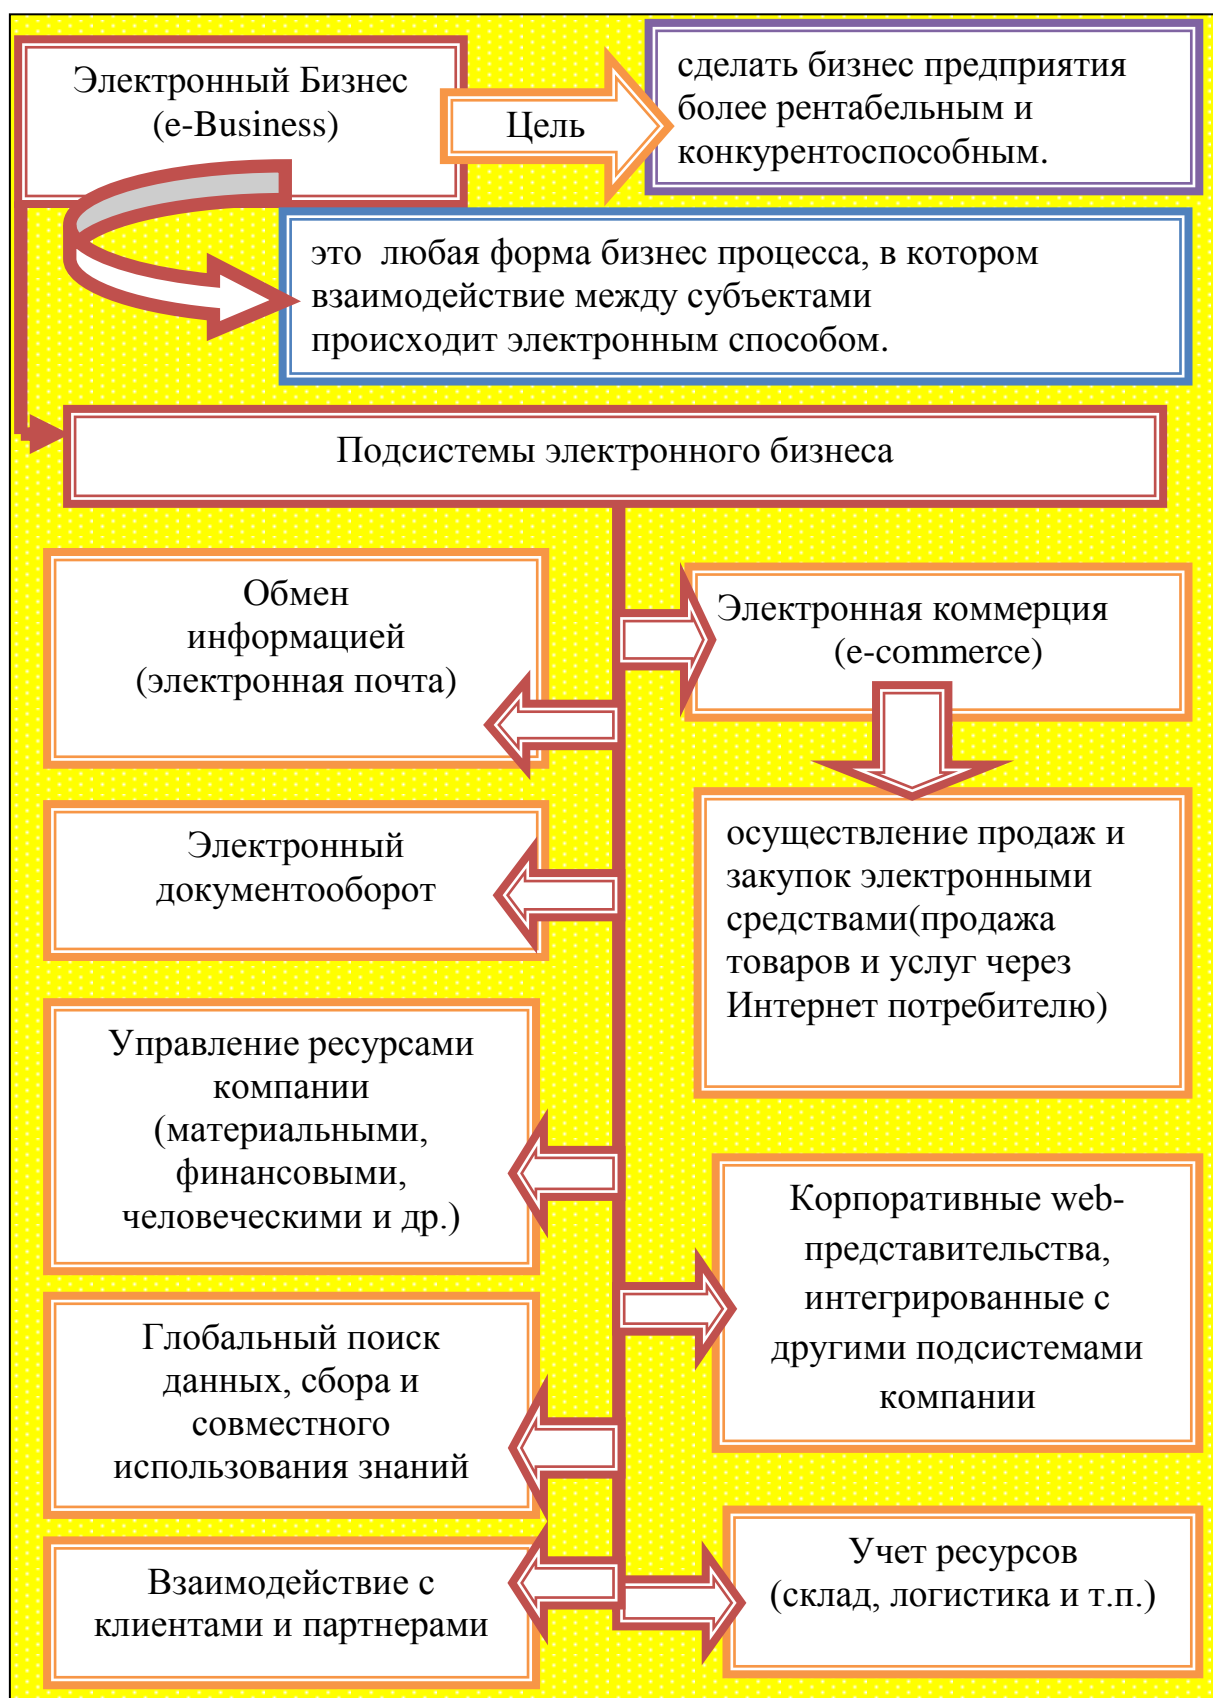 Электронный Бизнес
(e-Business)
Цель
сделать бизнес предприятия
более рентабельным и
конкурентоспособным.
это  любая форма бизнес процесса, в котором
взаимодействие между субъектами
происходит электронным способом.
Подсистемы электронного бизнеса
Обмен
информацией
(электронная почта)
Электронная коммерция
(e-commerce)
Электронный
документооборот
осуществление продаж и
закупок электронными
средствами(продажа
товаров и услуг через
Интернет потребителю)
Управление ресурсами
компании
(материальными,
финансовыми,
человеческими и др.)
Корпоративные web-
представительства,
интегрированные с
другими подсистемами
компании
Глобальный поиск
данных, сбора и
совместного
использования знаний
Учет ресурсов
(склад, логистика и т.п.)
Взаимодействие с
клиентами и партнерами